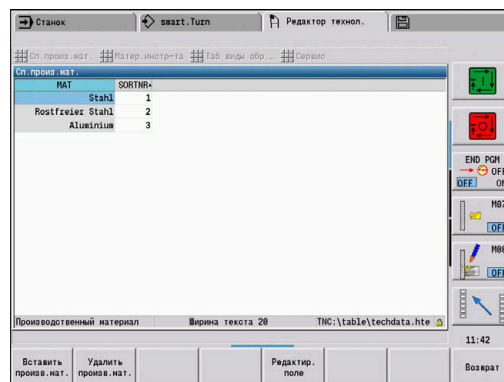 Станок
smart.Turn
Редактор технол.
Сп.произв.мат. Матер.инстр-та Таб виды обр... Сервис
Сп.произв.мат.
MAT SORTNR
Stahl 1
Rostfreier Stahl 2
Aluminium 3
END PGM
OFF
OFF ON
M07
OFF
M08
OFF
Производственный материал Ширина текста 20 TNC:\table\techdata.hte
11:42
Вставить произв.мат.
Удалить произв.мат.
Редактир. поле
Возврат